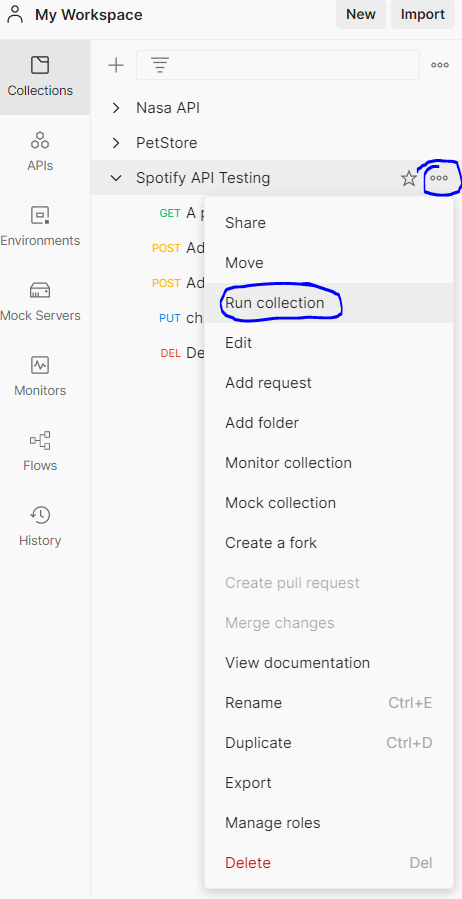 My Workspace New Import
Collections
APIs
Environments
Mock Servers
Monitors
Flows
History
Nasa API
PetStore
Spotify API Testing
GET A
POST Ad
POST Ad
PUT ch
DEL De
Share
Move
Run collection
Edit
Add request
Add folder
Monitor collection
Mock collection
Create a fork
Create pull request
Merge changes
View documentation
Rename Ctrl+E
Duplicate Ctrl+D
Export
Manage roles
Delete Del